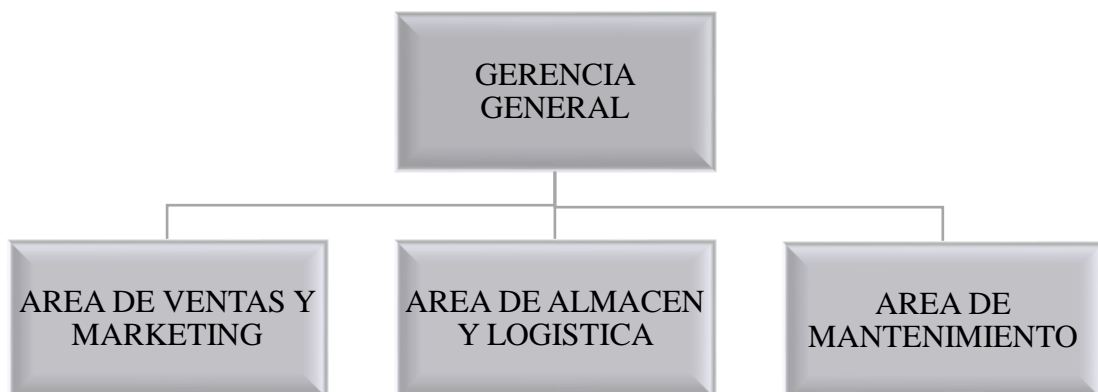 GERENCIA
GENERAL
AREA DE VENTAS Y
MARKETING
AREA DE ALMACEN
Y LOGISTICA
AREA DE
MANTENIMIENTO